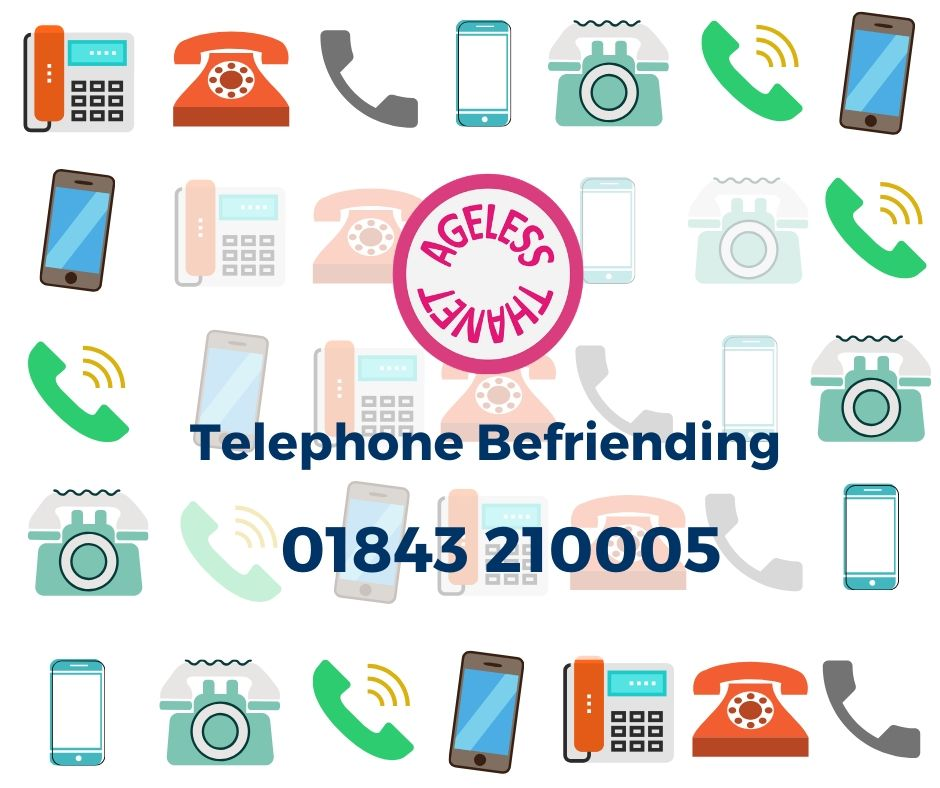 AGELESS
THANET
Telephone Befriending
01843 210005